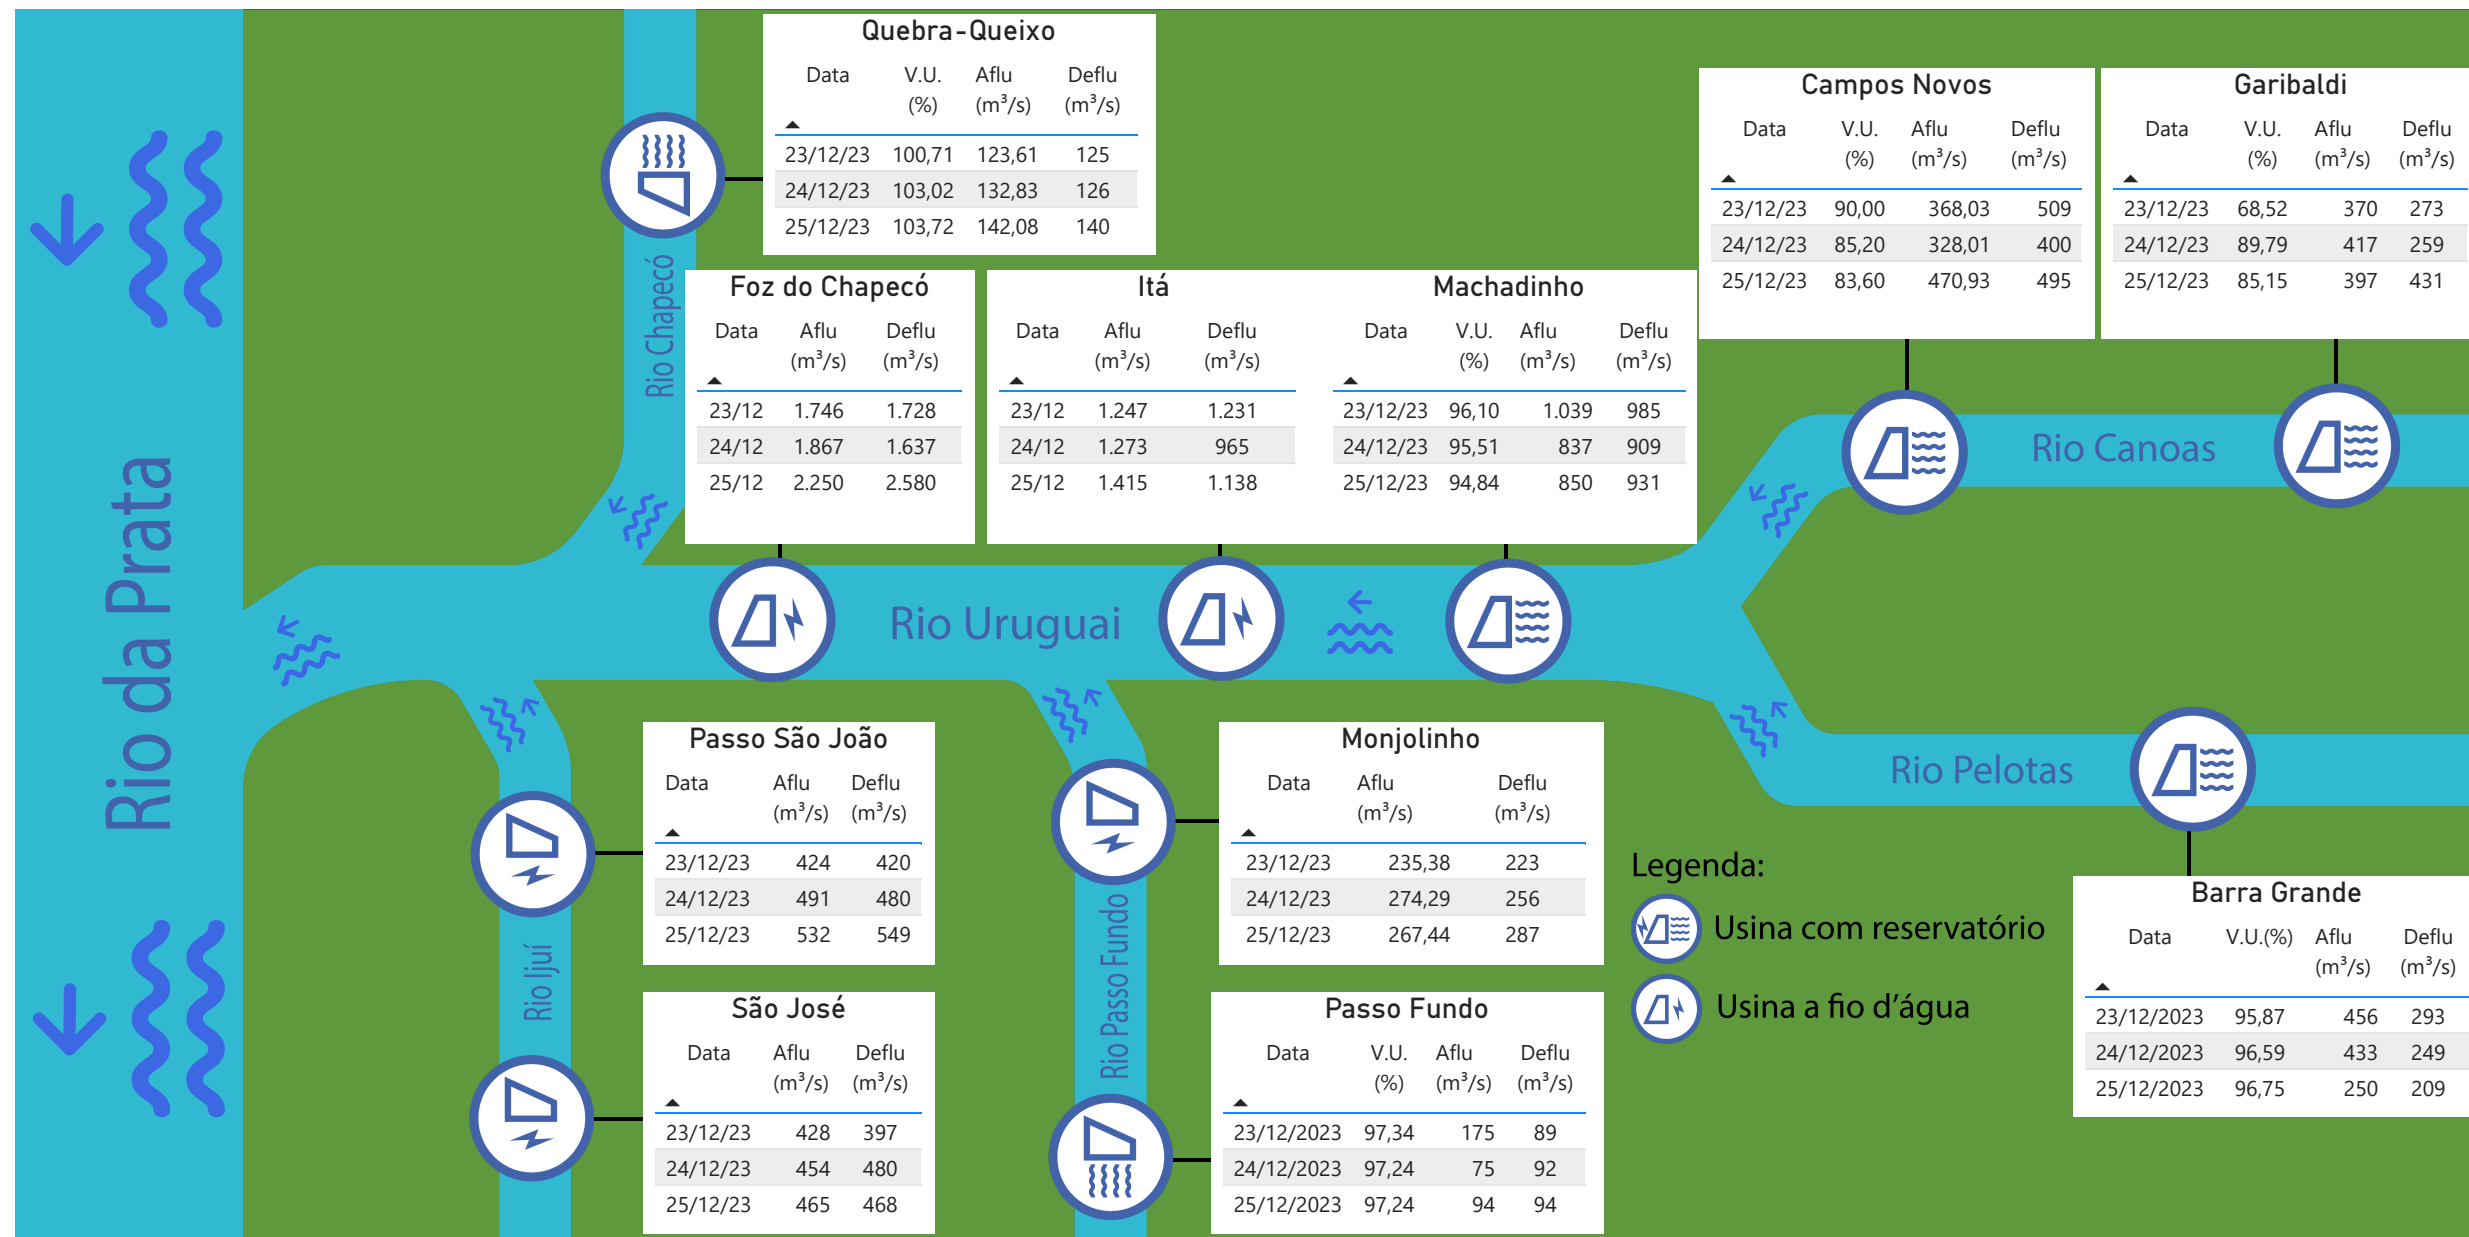 Quebra-Queixo
Data V.U. (%) Aflu (m³/s) Deflu (m³/s)
23/12/23 100,71 123,61 125
24/12/23 103,02 132,83 126
25/12/23 103,72 142,08 140
Campos Novos
Data V.U. (%) Aflu (m³/s) Deflu (m³/s)
23/12/23 90,00 368,03 509
24/12/23 85,20 328,01 400
25/12/23 83,60 470,93 495
Garibaldi
Data V.U. (%) Aflu (m³/s) Deflu (m³/s)
23/12/23 68,52 370 273
24/12/23 89,79 417 259
25/12/23 85,15 397 431
Rio Chapecó
Foz do Chapecó
Data Aflu (m³/s) Deflu (m³/s)
23/12 1.746 1.728
24/12 1.867 1.637
25/12 2.250 2.580
Itá
Data Aflu (m³/s) Deflu (m³/s)
23/12 1.247 1.231
24/12 1.273 965
25/12 1.415 1.138
Machadinho
Data V.U. (%) Aflu (m³/s) Deflu (m³/s)
23/12/23 96,10 1.039 985
24/12/23 95,51 837 909
25/12/23 94,84 850 931
Rio Canoas
Rio da Prata
Rio Uruguai
Rio Pelotas
Passo São João
Data Aflu (m³/s) Deflu (m³/s)
23/12/23 424 420
24/12/23 491 480
25/12/23 532 549
Monjolinho
Data Aflu (m³/s) Deflu (m³/s)
23/12/23 235,38 223
24/12/23 274,29 256
25/12/23 267,44 287
Legenda:
Usina com reservatório
Usina a fio d’água
Barra Grande
Data V.U.(%) Aflu (m³/s) Deflu (m³/s)
23/12/2023 95,87 456 293
24/12/2023 96,59 433 249
25/12/2023 96,75 250 209
Rio Ijuí
Rio Passo Fundo
São José
Data Aflu (m³/s) Deflu (m³/s)
23/12/23 428 397
24/12/23 454 480
25/12/23 465 468
Passo Fundo
Data V.U. (%) Aflu (m³/s) Deflu (m³/s)
23/12/2023 97,34 175 89
24/12/2023 97,24 75 92
25/12/2023 97,24 94 94